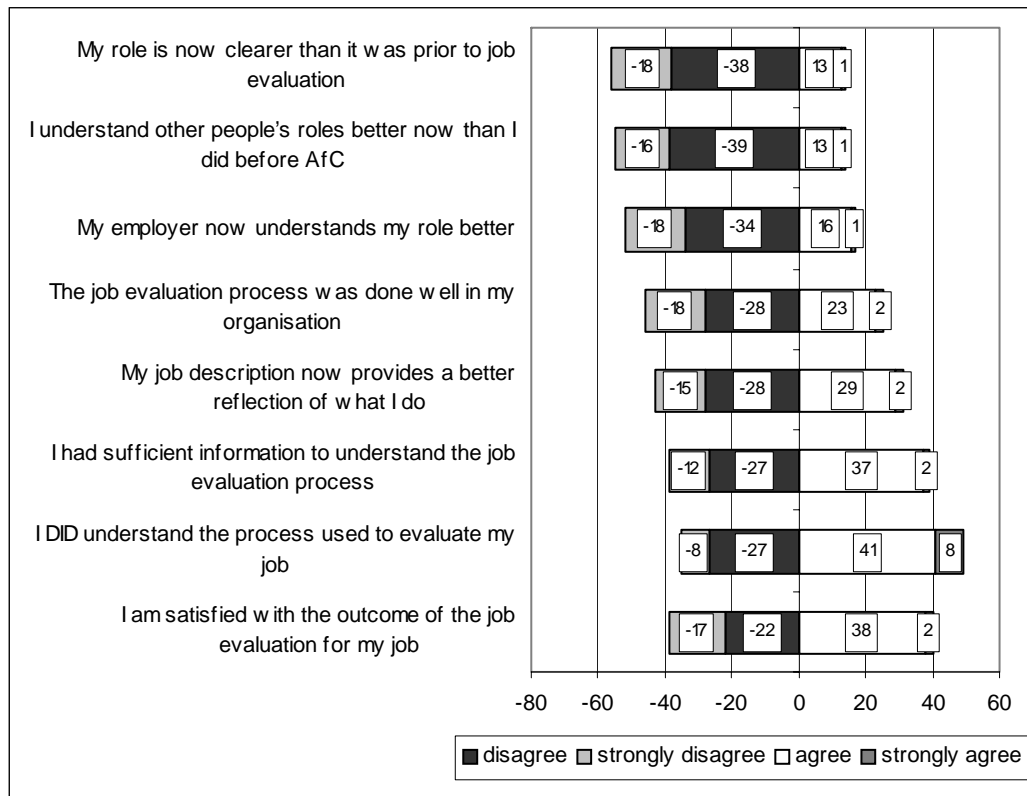 My role is now clearer than it was prior to job
evaluation
-18 -38 13 1
I understand other people's roles better now than I
did before AfC
-16 -39 13 1
My employer now understands my role better
-18 -34 16 1
The job evaluation process was done well in my
organisation
-18 -28 23 2
My job description now provides a better
reflection of what I do
-15 -28 29 2
I had sufficient information to understand the job
evaluation process
-12 -27 37 2
I DID understand the process used to evaluate my
job
-8 -27 41 8
I am satisfied with the outcome of the job
evaluation for my job
-17 -22 38 2
-80 -60 -40 -20 0 20 40 60
disagree strongly disagree agree strongly agree